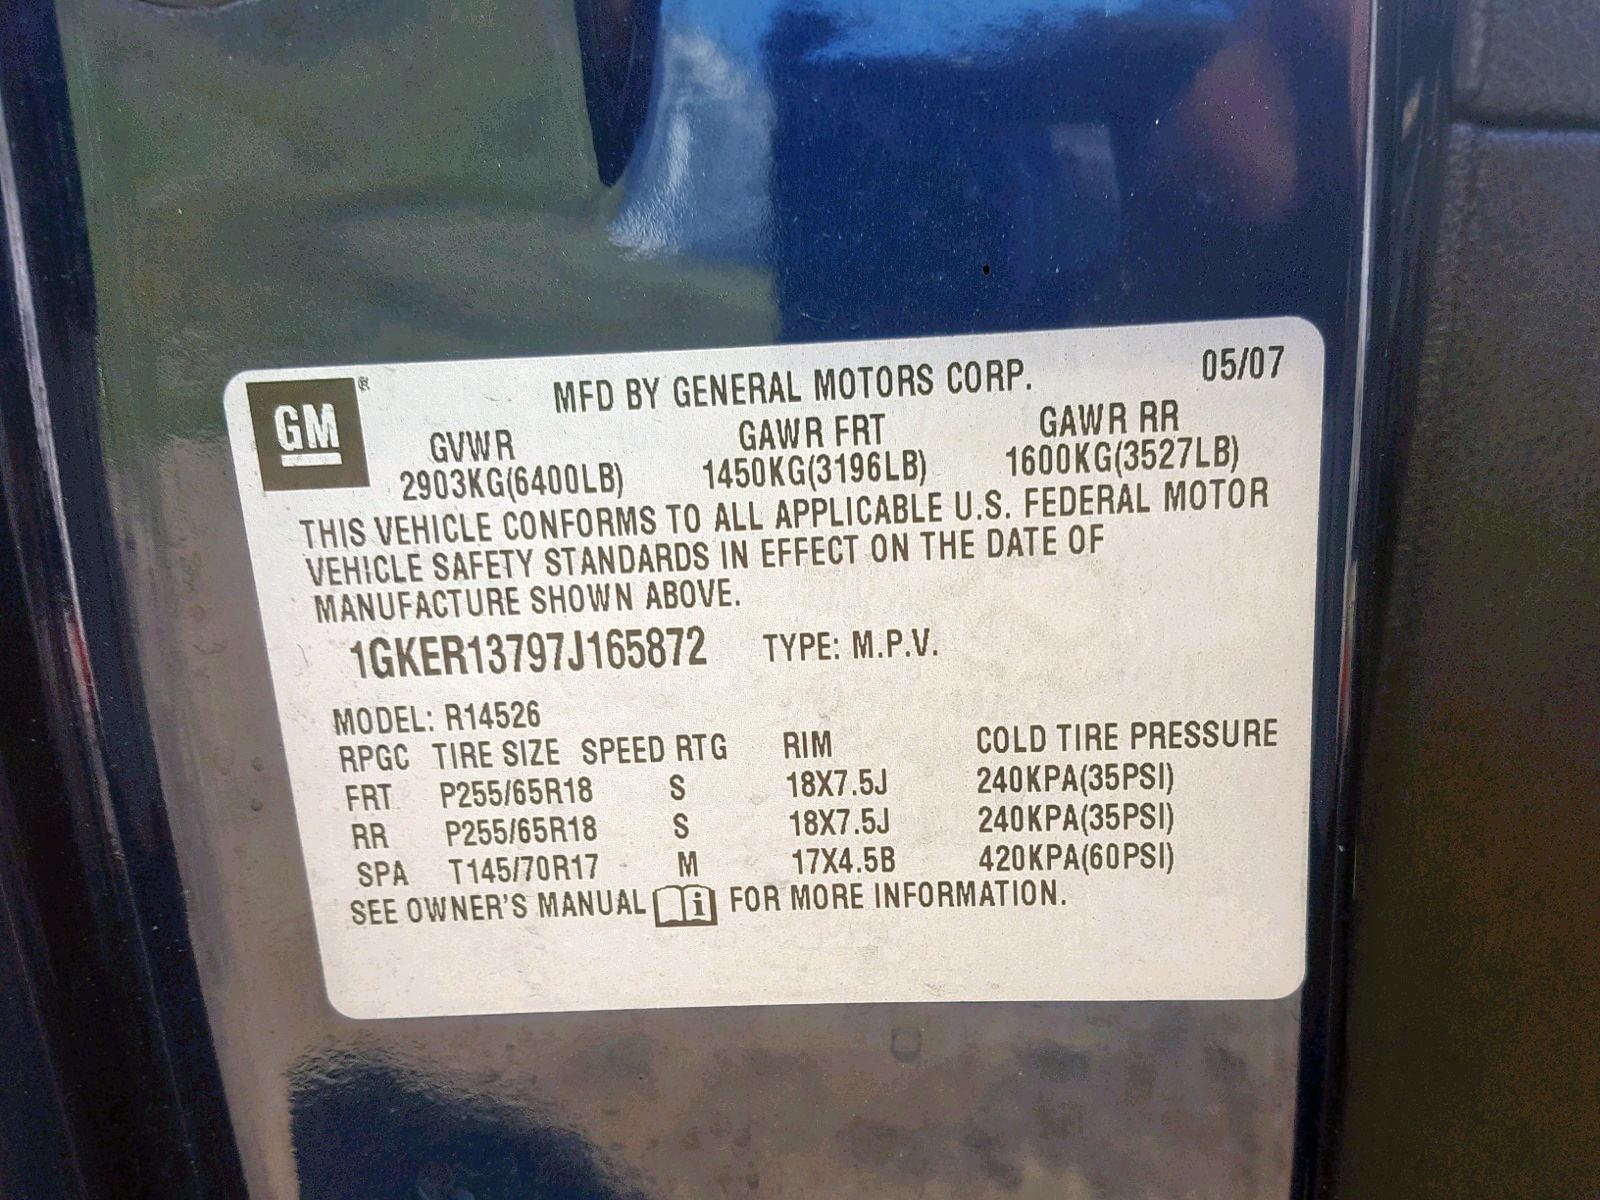 GM ® MFD BY GENERAL MOTORS CORP. 05/07
GVWR GAWR FRT GAWR RR
2903KG(6400LB) 1450KG(3196LB) 1600KG(3527LB)
THIS VEHICLE CONFORMS TO ALL APPLICABLE U.S. FEDERAL MOTOR
VEHICLE SAFETY STANDARDS IN EFFECT ON THE DATE OF
MANUFACTURE SHOWN ABOVE.
1GKER13797J165872 TYPE: M.P.V.
MODEL: R14526
RPGC TIRE SIZE SPEED RTG RIM COLD TIRE PRESSURE
FRT P255/65R18 S 18X7.5J 240KPA(35PSI)
RR P255/65R18 S 18X7.5J 240KPA(35PSI)
SPA T145/70R17 M 17X4.5B 420KPA(60PSI)
SEE OWNER'S MANUAL i FOR MORE INFORMATION.